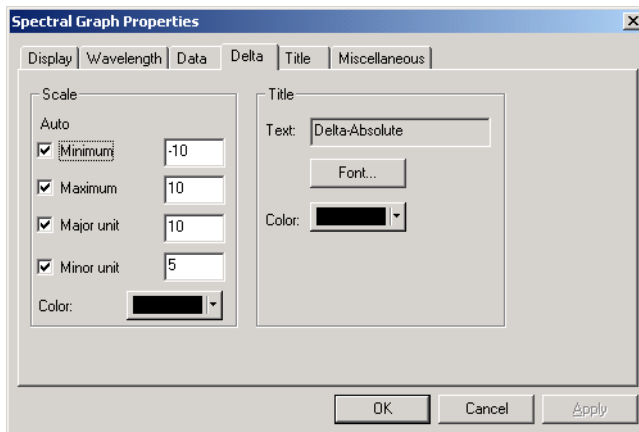 Spectral Graph Properties
Display Wavelength Data Delta Title Miscellaneous
Scale
Auto
Minimum -10
Maximum 10
Major unit 10
Minor unit 5
Color:
Title
Text: Delta-Absolute
Font...
Color:
OK Cancel Apply